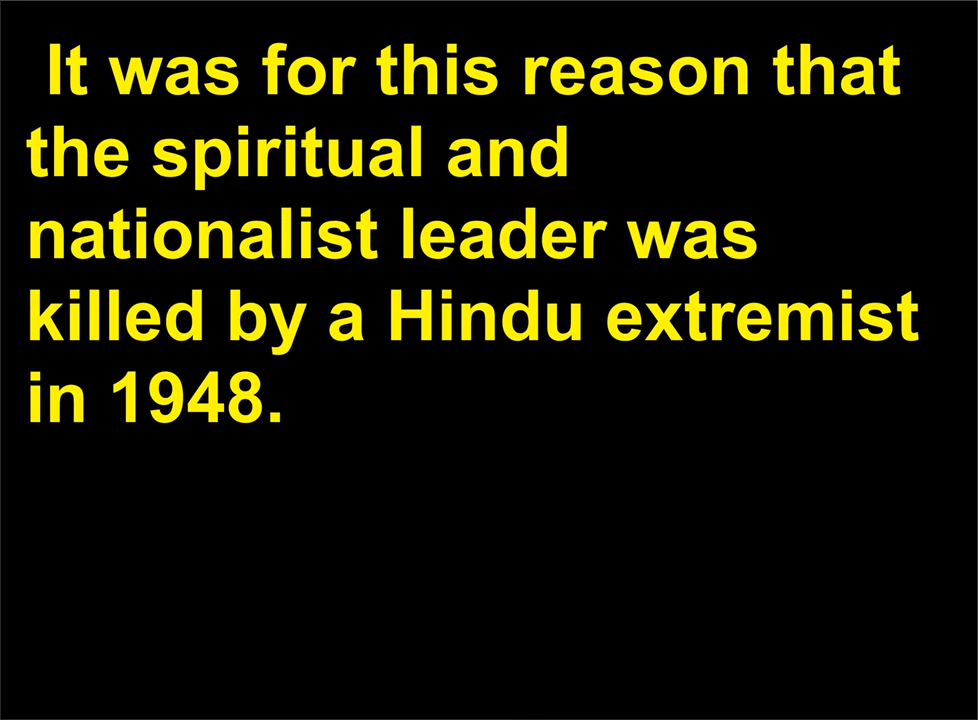 It was for this reason that
the spiritual and
nationalist leader was
killed by a Hindu extremist
in 1948.